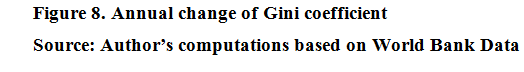 Figure 8. Annual change of Gini coefficient
Source: Author’s computations based on World Bank Data